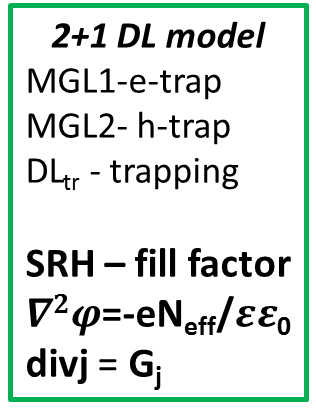 2+1 DL model
MGL1-e-trap
MGL2- h-trap
DLtr - trapping
SRH – fill factor
∇²φ=-eNeff/εε0
divj = Gj